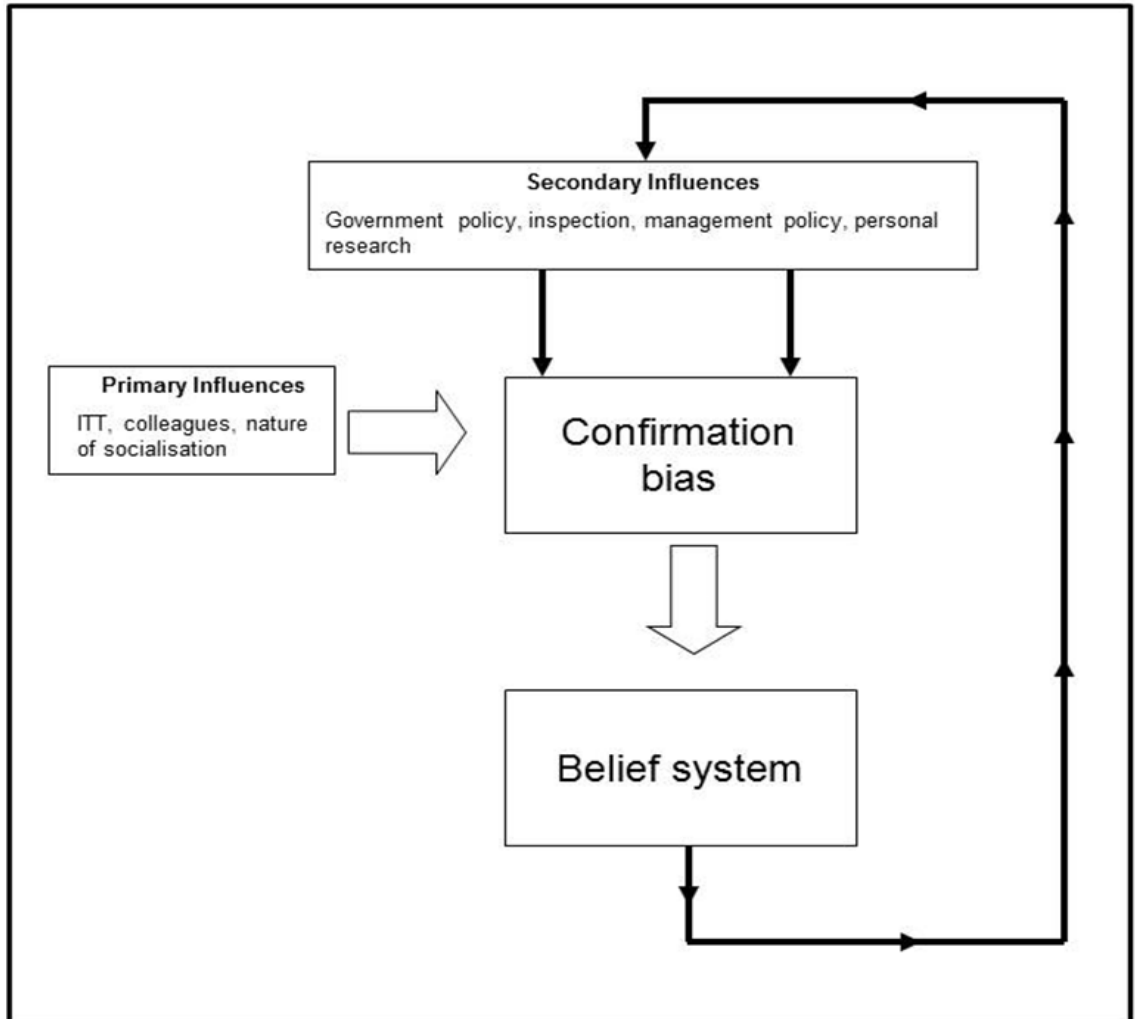 Secondary Influences
Government policy, inspection, management policy, personal
research
Primary Influences
ITT, colleagues, nature
of socialisation
Confirmation
bias
Belief system